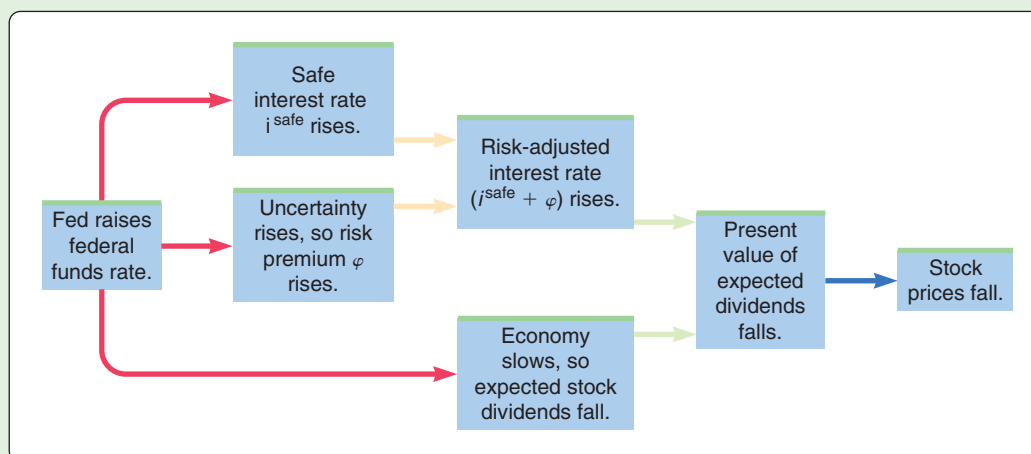 Safe
interest rate
i^safe rises.
Risk-adjusted
interest rate
(i^safe + φ) rises.
Fed raises
federal
funds rate.
Uncertainty
rises, so risk
premium φ
rises.
Present
value of
expected
dividends
falls.
Stock
prices fall.
Economy
slows, so
expected stock
dividends fall.